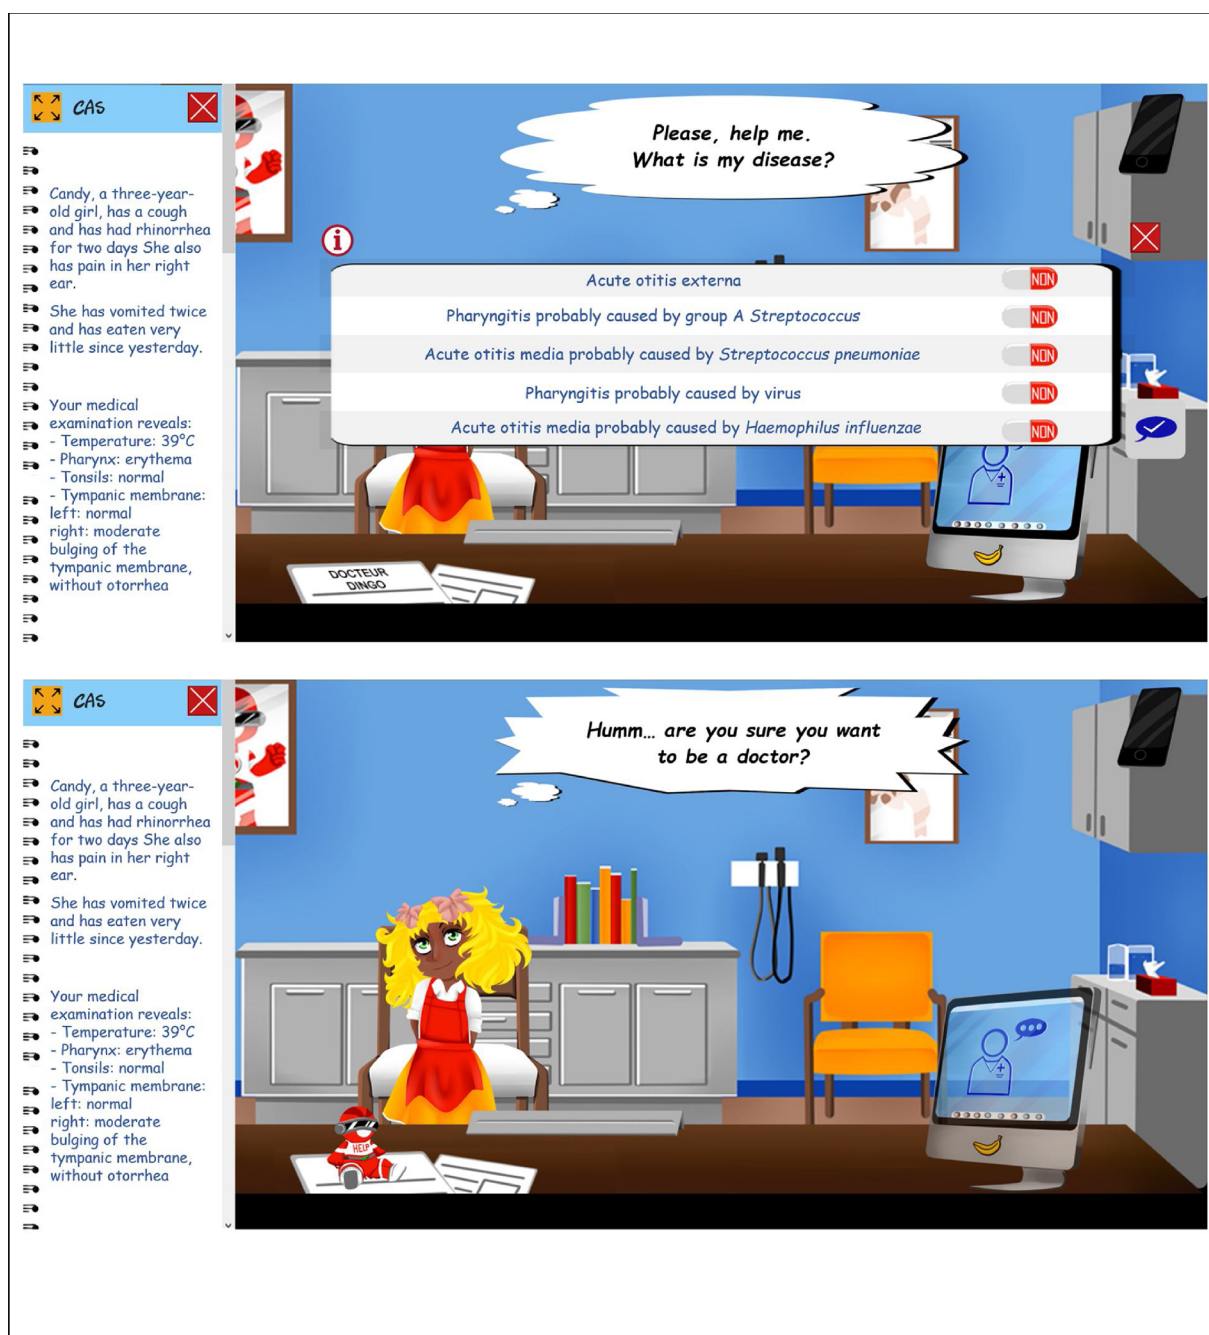 CAS
Candy, a three-year-
old girl, has a cough
and has had rhinorrhea
for two days She also
has pain in her right
ear.
She has vomited twice
and has eaten very
little since yesterday.
Your medical
examination reveals:
- Temperature: 39°C
- Pharynx: erythema
- Tonsils: normal
- Tympanic membrane:
left: normal
right: moderate
bulging of the
tympanic membrane,
without otorrhea
Please, help me.
What is my disease?
i
Acute otitis externa NON
Pharyngitis probably caused by group A Streptococcus NON
Acute otitis media probably caused by Streptococcus pneumoniae NON
Pharyngitis probably caused by virus NON
Acute otitis media probably caused by Haemophilus influenzae NON
DOCTEUR
DINGO
CAS
Candy, a three-year-
old girl, has a cough
and has had rhinorrhea
for two days She also
has pain in her right
ear.
She has vomited twice
and has eaten very
little since yesterday.
Your medical
examination reveals:
- Temperature: 39°C
- Pharynx: erythema
- Tonsils: normal
- Tympanic membrane:
left: normal
right: moderate
bulging of the
tympanic membrane,
without otorrhea
Humm... are you sure you want
to be a doctor?
HELP